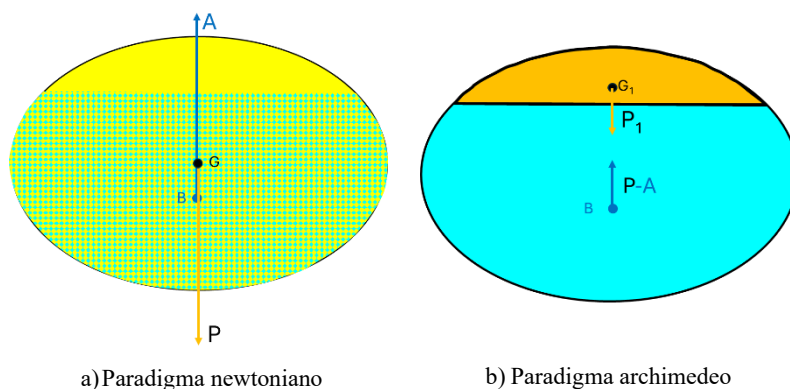 A
G
B
P
a) Paradigma newtoniano
G₁
P₁
P-A
B
b) Paradigma archimedeo